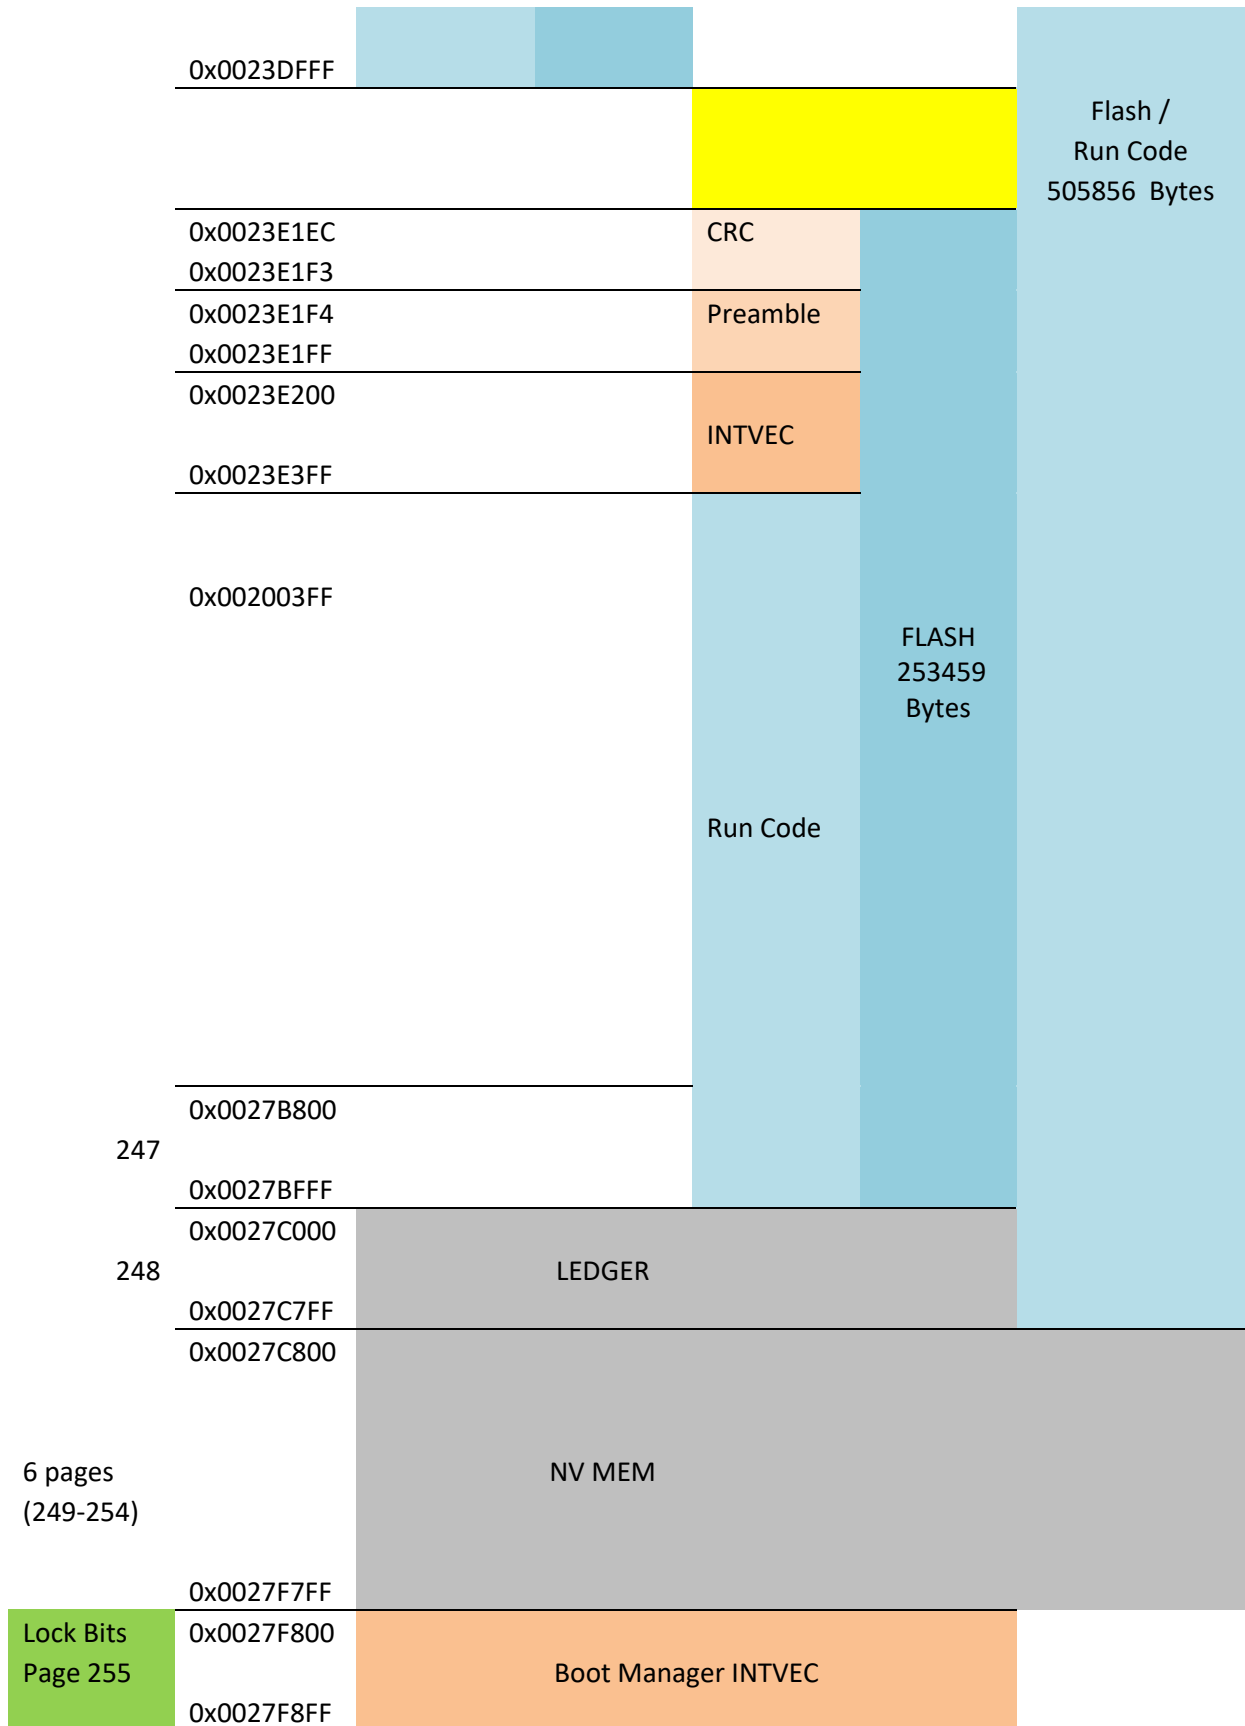 0x0023DFFF
Flash /
Run Code
505856 Bytes
0x0023E1EC CRC
0x0023E1F3
0x0023E1F4 Preamble
0x0023E1FF
0x0023E200
INTVEC
0x0023E3FF
0x002003FF
FLASH
253459
Bytes
Run Code
0x0027B800
247
0x0027BFFF
0x0027C000
248 LEDGER
0x0027C7FF
0x0027C800
6 pages NV MEM
(249-254)
0x0027F7FF
Lock Bits 0x0027F800
Page 255 Boot Manager INTVEC
0x0027F8FF